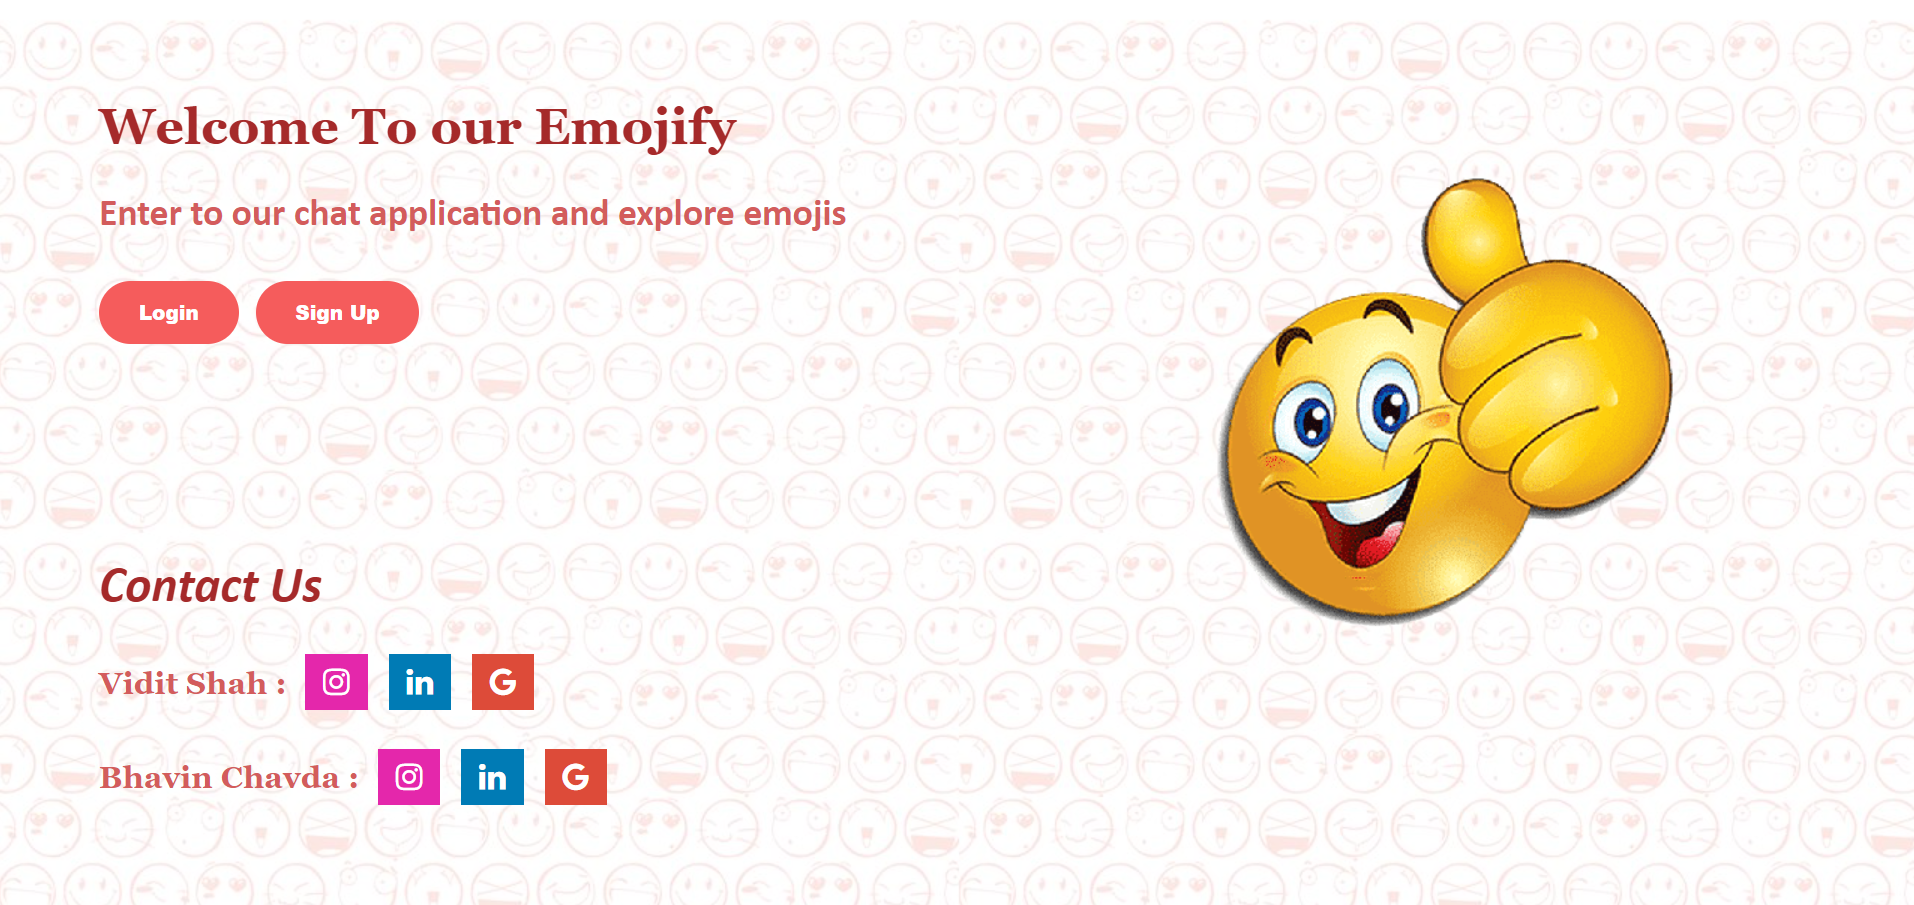 Welcome To our Emojify
Enter to our chat application and explore emojis
Login Sign Up
Contact Us
Vidit Shah : in G
Bhavin Chavda : in G